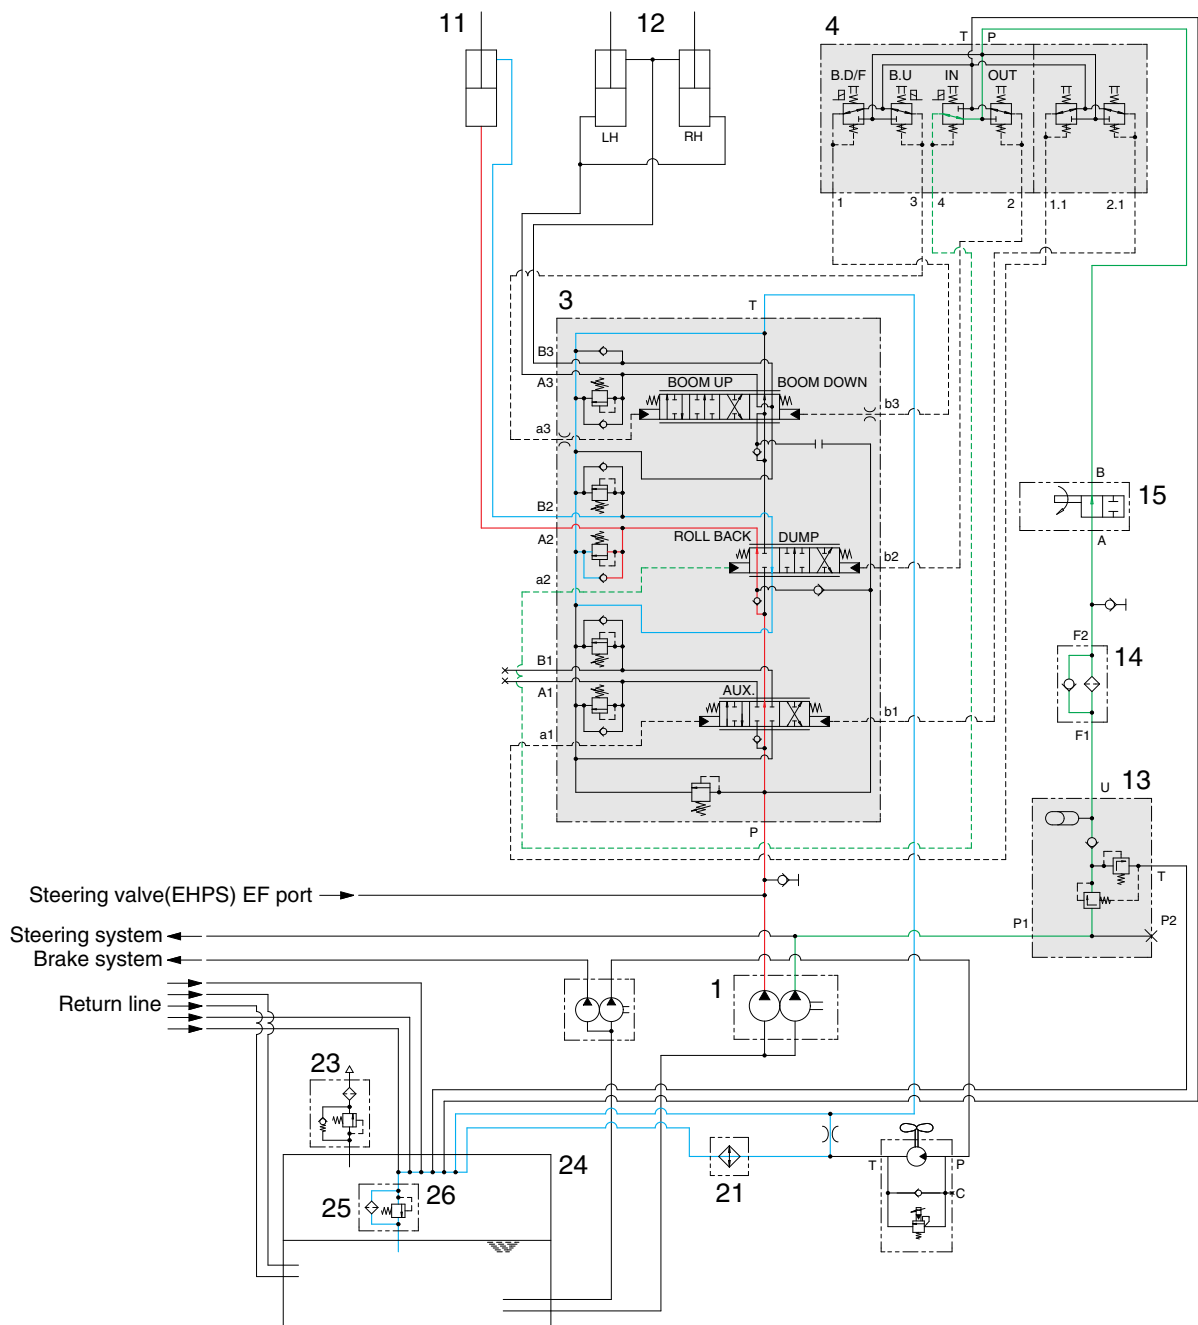 11
12
4
T P
B.D/F B.U IN OUT
LH RH
1 3 4 2 1.1 2.1
3
T
B3
A3
BOOM UP BOOM DOWN
b3
a3
B
15
B2
A2
ROLL BACK DUMP
A
b2
a2
F2
14
B1
A1
AUX.
b1
a1
F1
U 13
P
T
Steering valve(EHPS) EF port
P1 P2
Steering system
Brake system
1
Return line
23
24
T P
25 26
21
C